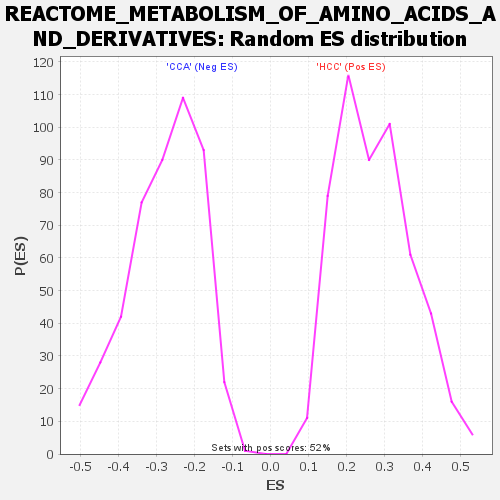 REACTOME_METABOLISM_OF_AMINO_ACIDS_A
ND_DERIVATIVES: Random ES distribution
'CCA' (Neg ES) 'HCC' (Pos ES)
120
110
100
90
80
70
60
50
40
30
20
10
0
P(ES)
Sets with pos scores: 52%
-0.5 -0.4 -0.3 -0.2 -0.1 0.0 0.1 0.2 0.3 0.4 0.5
ES